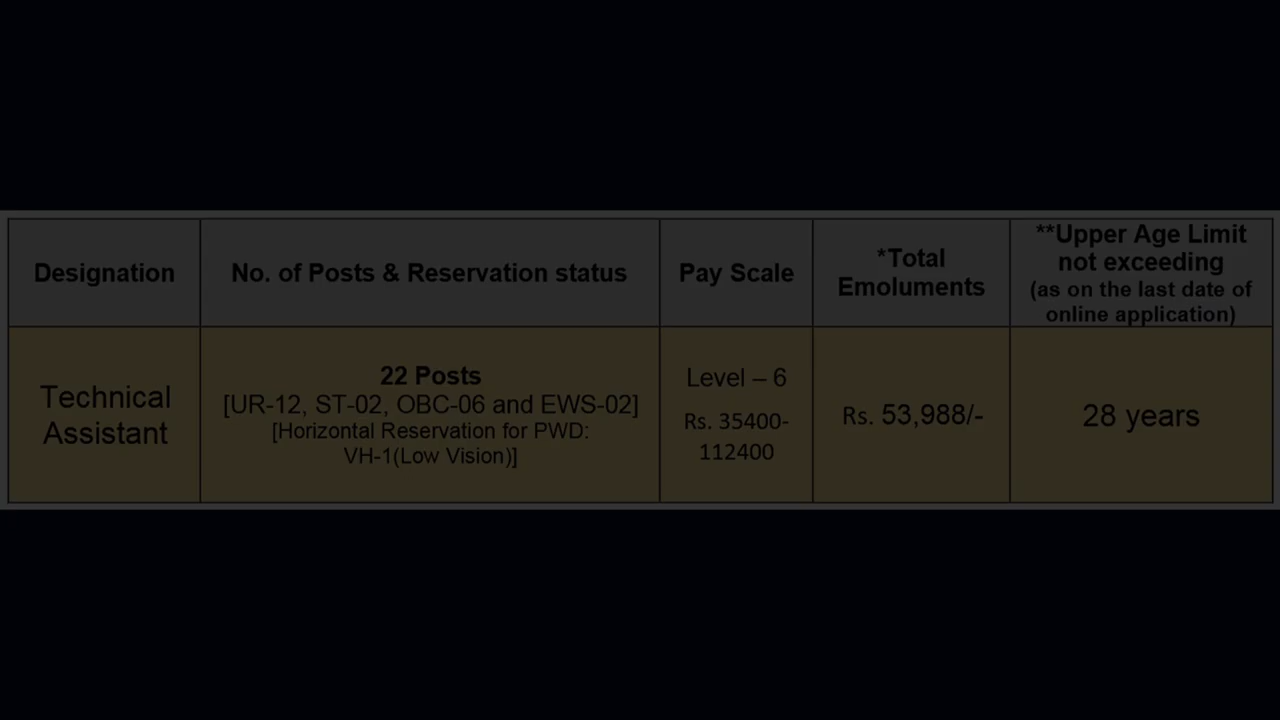 Designation
No. of Posts & Reservation status
Pay Scale
*Total
Emoluments
**Upper Age Limit
not exceeding
(as on the last date of
online application)
Technical
Assistant
22 Posts
[UR-12, ST-02, OBC-06 and EWS-02]
[Horizontal Reservation for PWD:
VH-1(Low Vision)]
Level – 6
Rs. 35400-
112400
Rs. 53,988/-
28 years